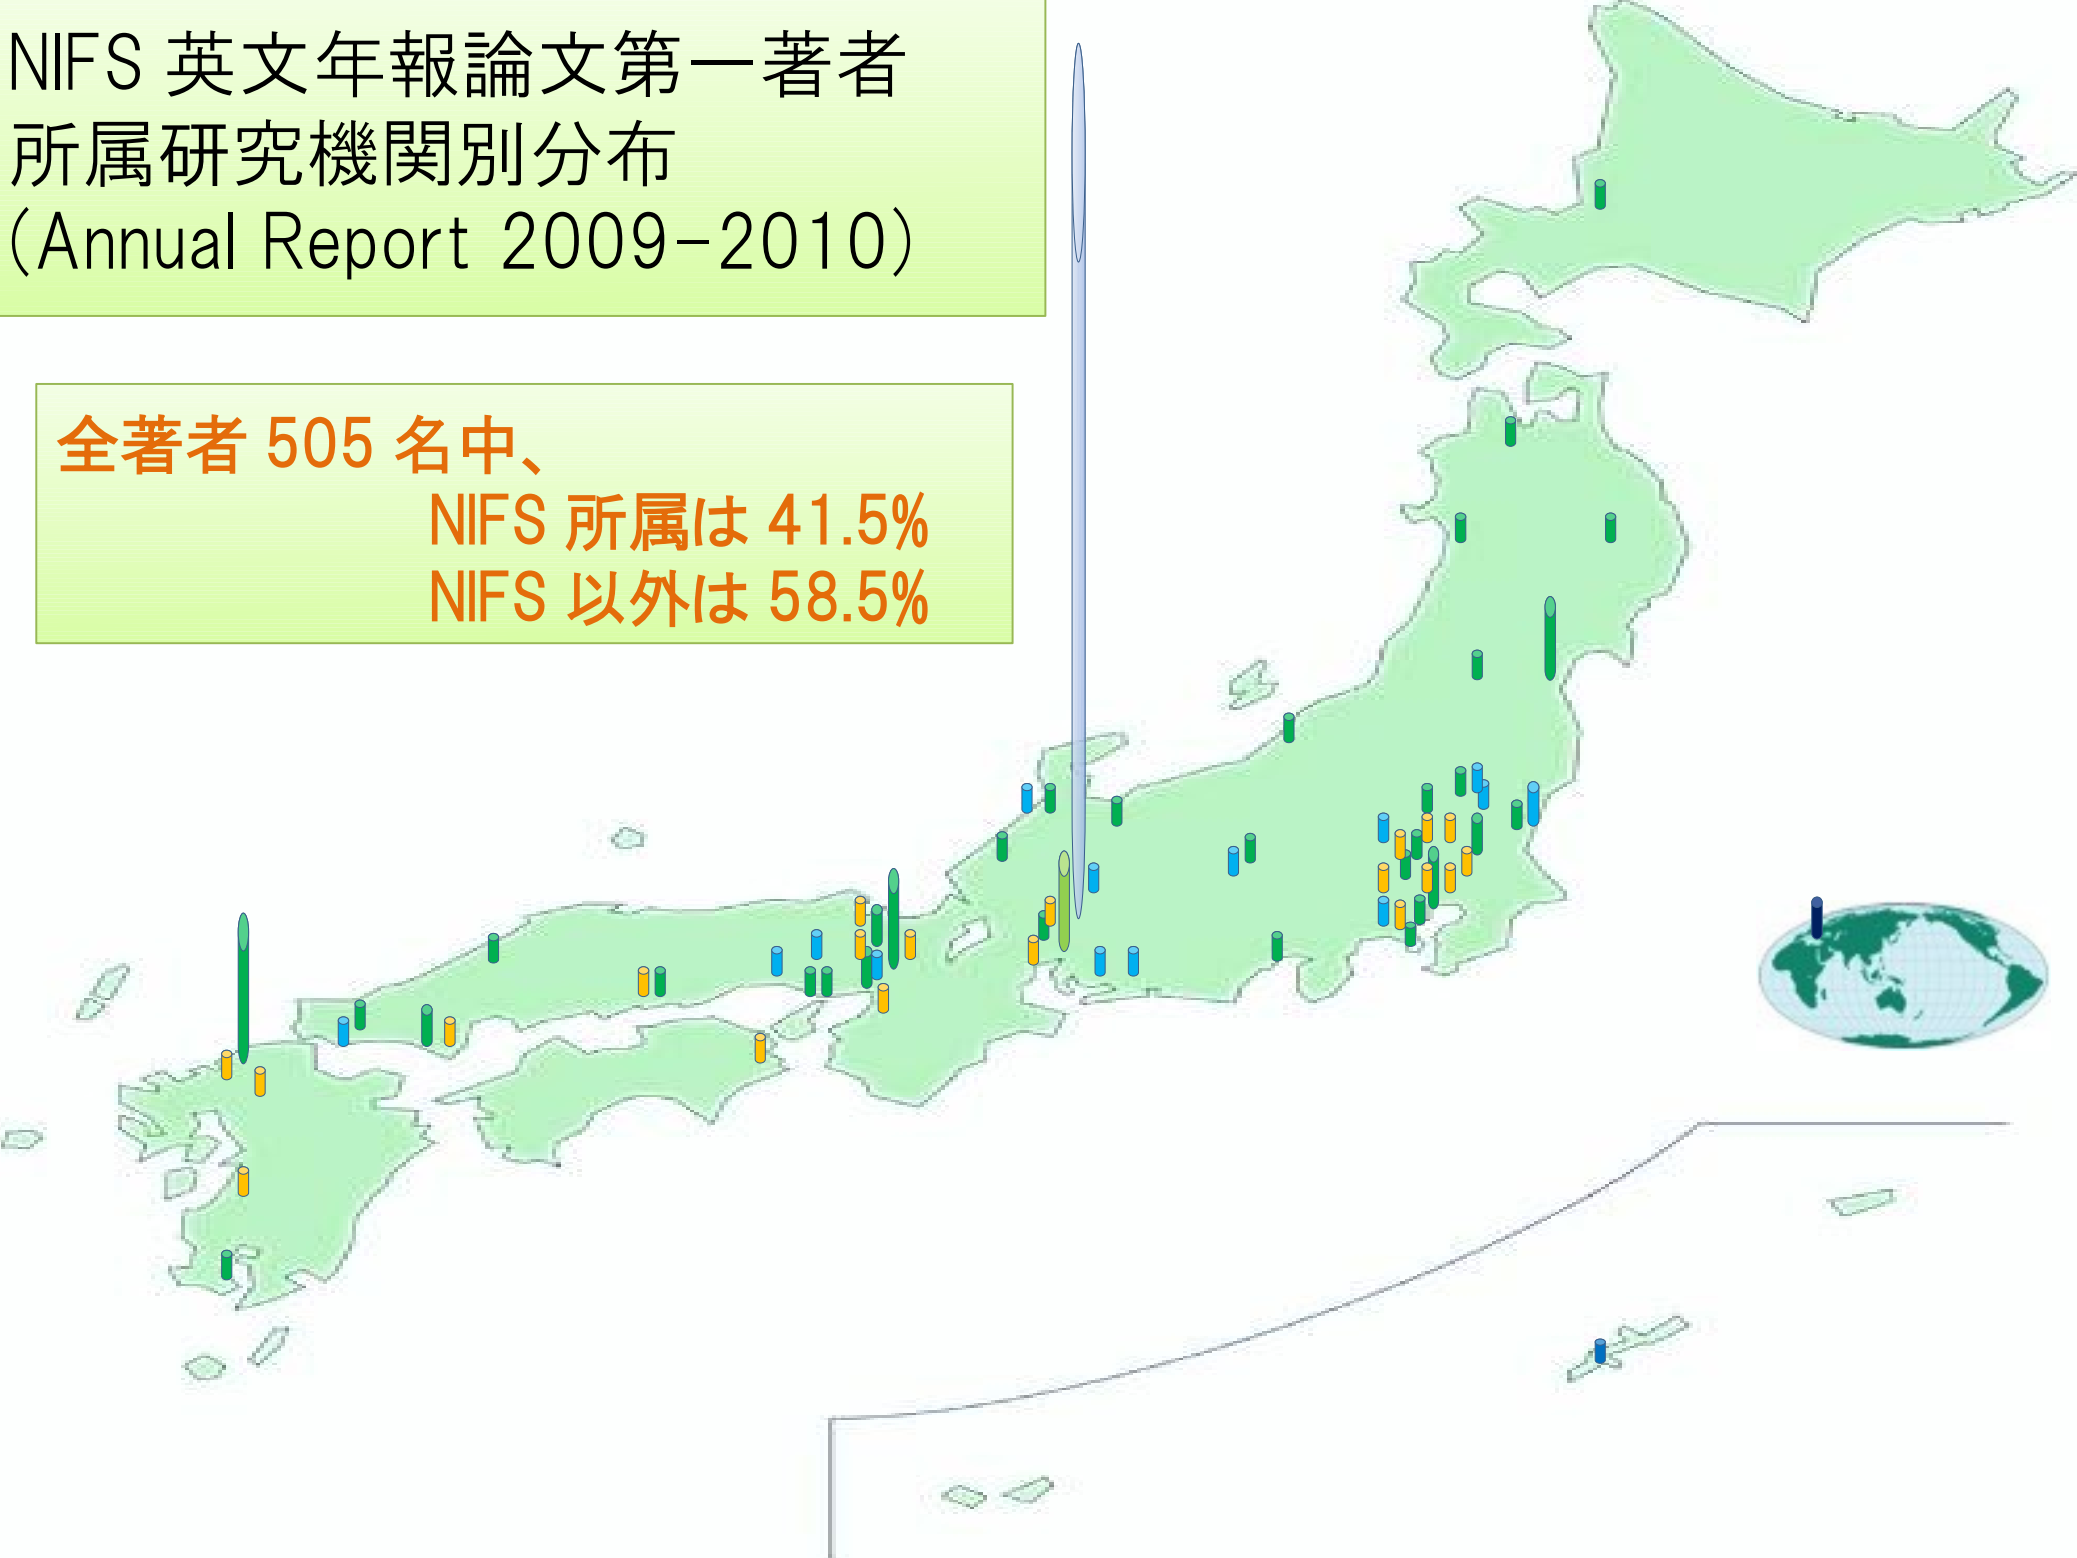 NIFS 英文年報論文第一著者
所属研究機関別分布
(Annual Report 2009-2010)
全著者 505 名中、
NIFS 所属は 41.5%
NIFS 以外は 58.5%